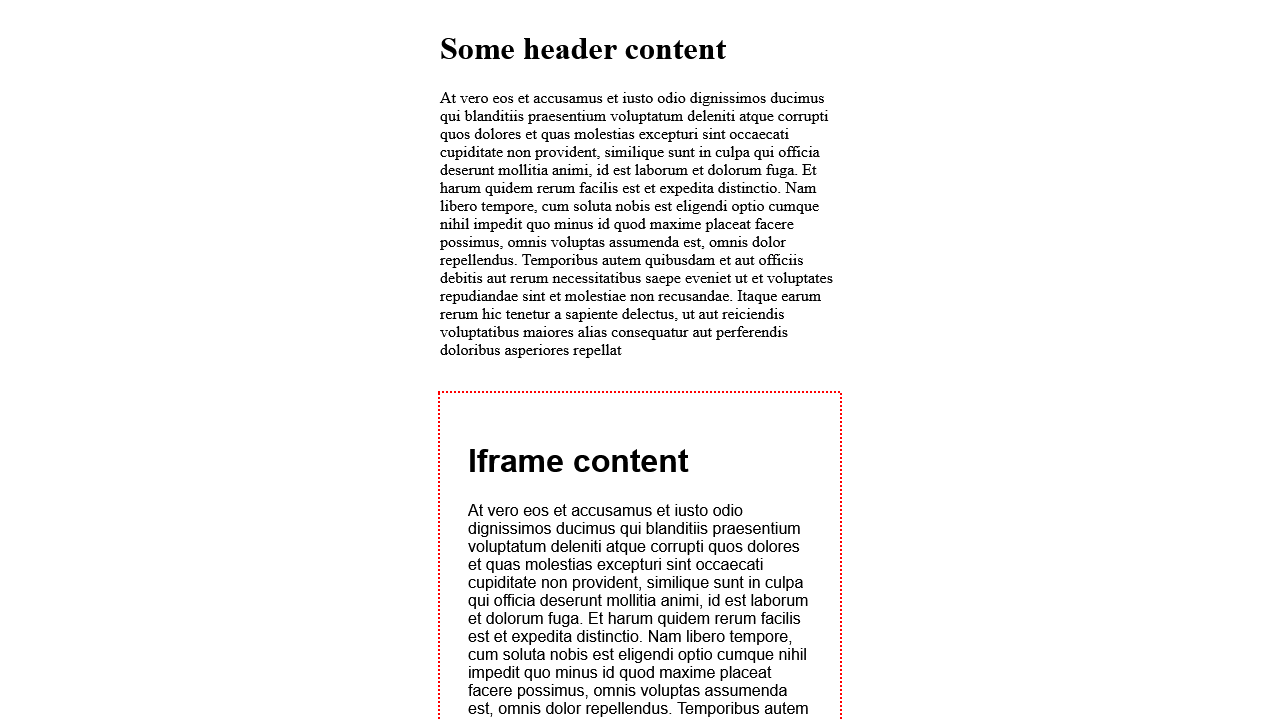 Some header content
At vero eos et accusamus et iusto odio dignissimos ducimus
qui blanditiis praesentium voluptatum deleniti atque corrupti
quos dolores et quas molestias excepturi sint occaecati
cupiditate non provident, similique sunt in culpa qui officia
deserunt mollitia animi, id est laborum et dolorum fuga. Et
harum quidem rerum facilis est et expedita distinctio. Nam
libero tempore, cum soluta nobis est eligendi optio cumque
nihil impedit quo minus id quod maxime placeat facere
possimus, omnis voluptas assumenda est, omnis dolor
repellendus. Temporibus autem quibusdam et aut officiis
debitis aut rerum necessitatibus saepe eveniet ut et voluptates
repudiandae sint et molestiae non recusandae. Itaque earum
rerum hic tenetur a sapiente delectus, ut aut reiciendis
voluptatibus maiores alias consequatur aut perferendis
doloribus asperiores repellat
Iframe content
At vero eos et accusamus et iusto odio
dignissimos ducimus qui blanditiis praesentium
voluptatum deleniti atque corrupti quos dolores
et quas molestias excepturi sint occaecati
cupiditate non provident, similique sunt in culpa
qui officia deserunt mollitia animi, id est laborum
et dolorum fuga. Et harum quidem rerum facilis
est et expedita distinctio. Nam libero tempore,
cum soluta nobis est eligendi optio cumque nihil
impedit quo minus id quod maxime placeat
facere possimus, omnis voluptas assumenda
est, omnis dolor repellendus. Temporibus autem